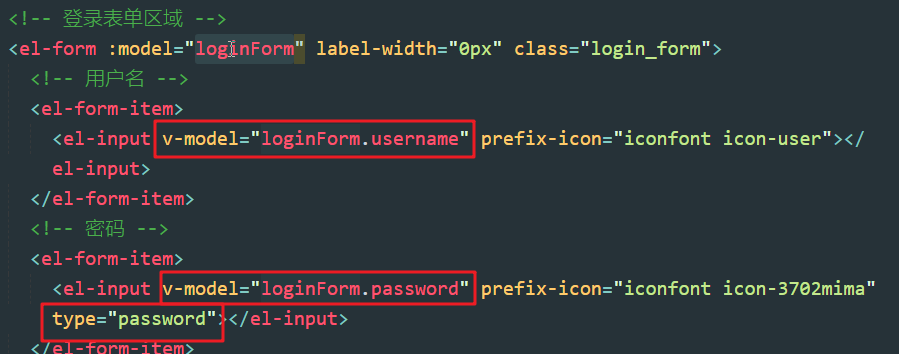 <!-- 登录表单区域 -->
<el-form :model="loginForm" label-width="0px" class="login_form">
<!-- 用户名 -->
<el-form-item>
<el-input v-model="loginForm.username" prefix-icon="iconfont icon-user"></
el-input>
</el-form-item>
<!-- 密码 -->
<el-form-item>
<el-input v-model="loginForm.password" prefix-icon="iconfont icon-3702mima"
type="password"></el-input>
</el-form-item>